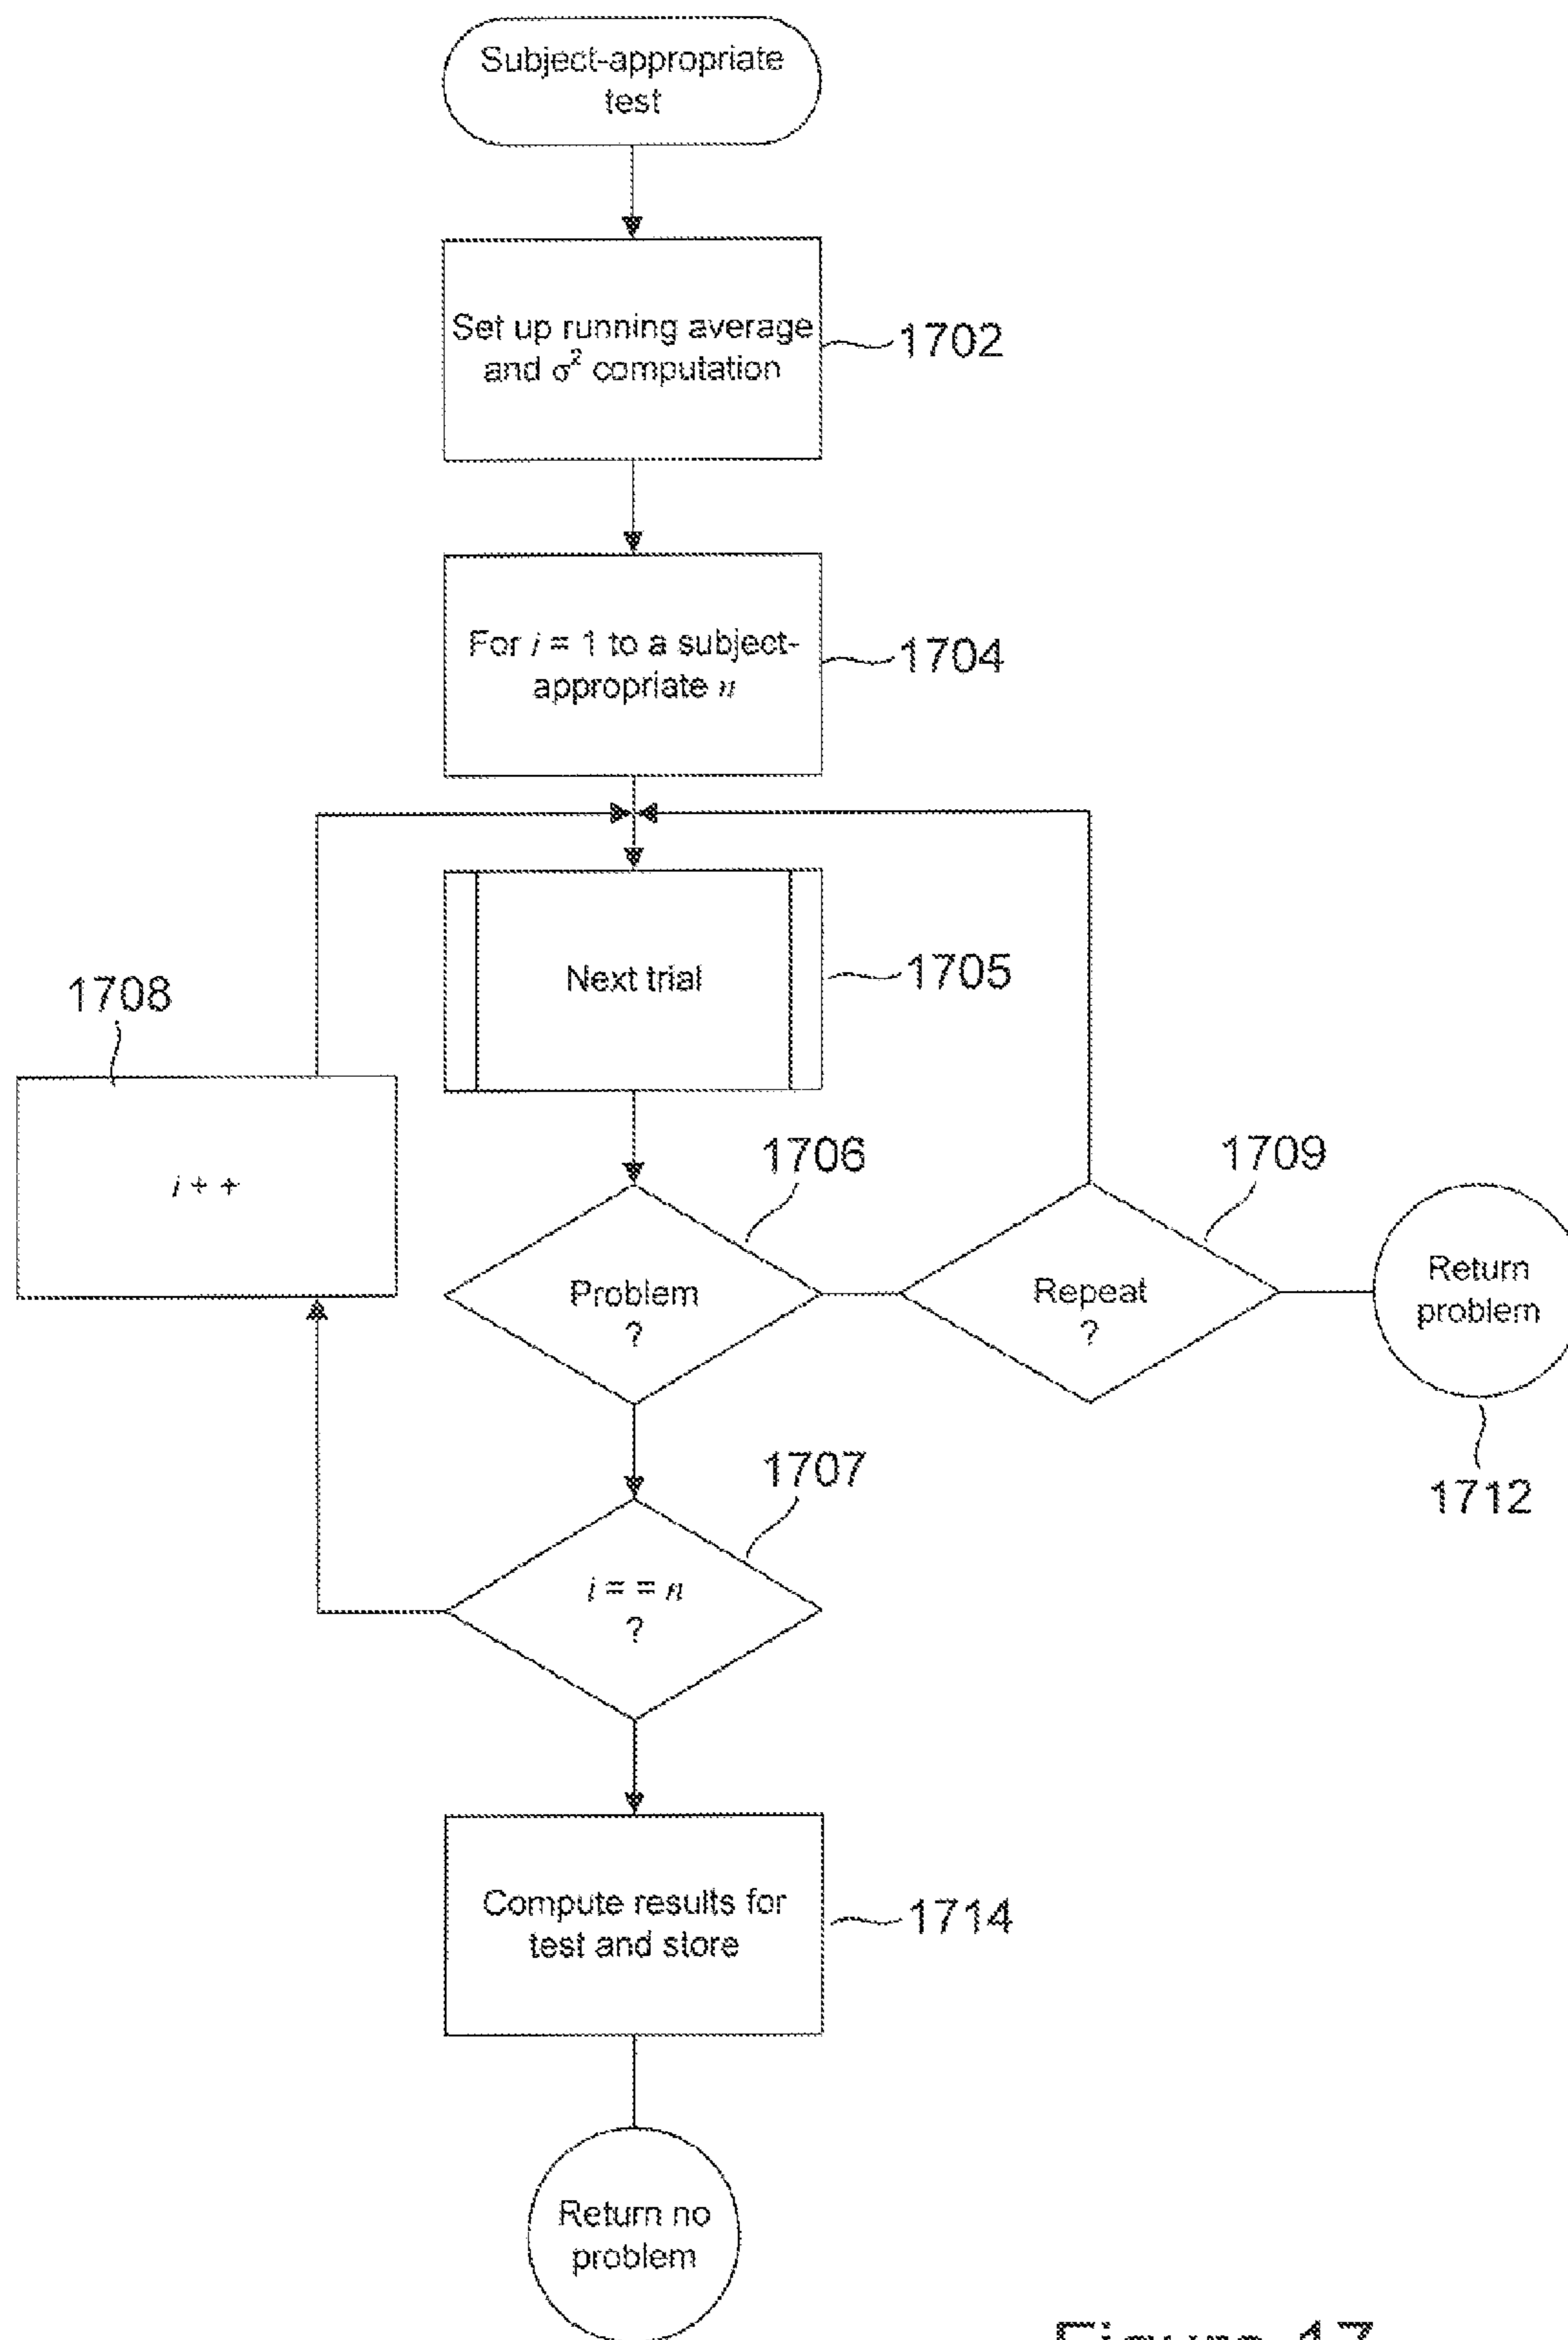 Subject-appropriate
test
Set up running average
and σ² computation
1702
For i = 1 to a subject-
appropriate n
1704
Next trial
1705
1708
i + +
1706
Problem
?
1709
Repeat
?
Return
problem
1712
1707
i = = n
?
Compute results for
test and store
1714
Return no
problem
Figure 17